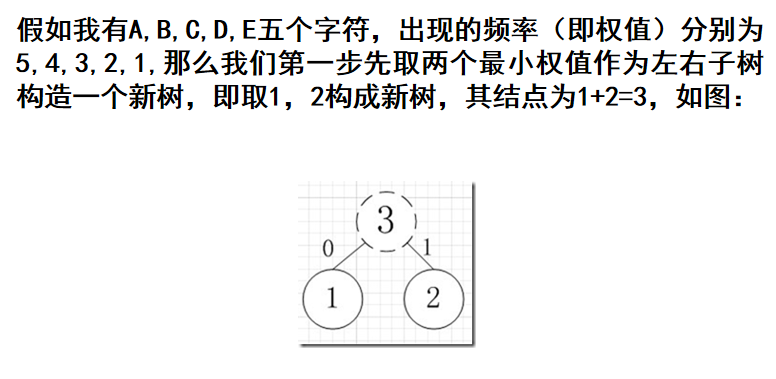 假如我有A,B,C,D,E五个字符，出现的频率（即权值）分别为
5,4,3,2,1,那么我们第一步先取两个最小权值作为左右子树
构造一个新树，即取1，2构成新树，其结点为1+2=3，如图：
3
0 1
1 2